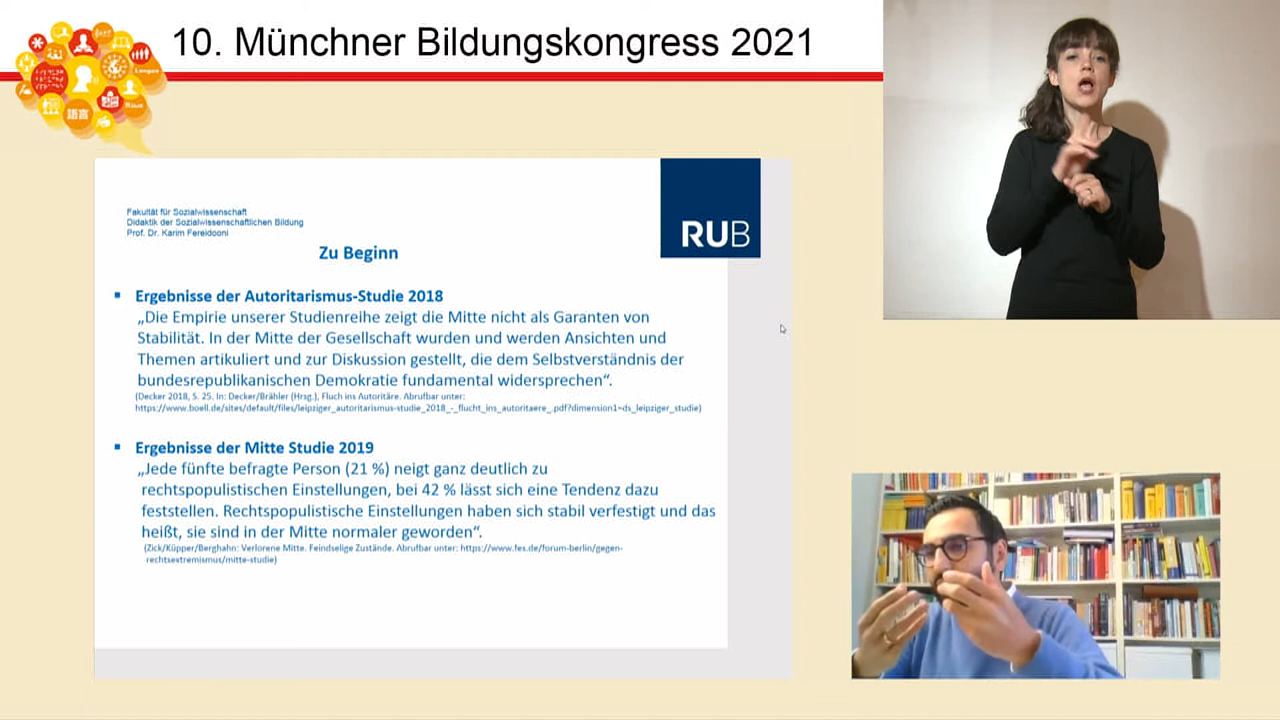 10. Münchner Bildungskongress 2021
Lengua
語言
RUB
Fakultät für Sozialwissenschaft
Didaktik der Sozialwissenschaftlichen Bildung
Prof. Dr. Karim Fereidooni
Zu Beginn
▪ Ergebnisse der Autoritarismus-Studie 2018
„Die Empirie unserer Studienreihe zeigt die Mitte nicht als Garanten von
Stabilität. In der Mitte der Gesellschaft wurden und werden Ansichten und
Themen artikuliert und zur Diskussion gestellt, die dem Selbstverständnis der
bundesrepublikanischen Demokratie fundamental widersprechen“.
(Decker 2018, S. 25. In: Decker/Brähler (Hrsg.), Fluch ins Autoritäre. Abrufbar unter:
https://www.boell.de/sites/default/files/leipziger_autoritarismus-studie_2018_-_flucht_ins_autoritaere_.pdf?dimension1=ds_leipziger_studie)
▪ Ergebnisse der Mitte Studie 2019
„Jede fünfte befragte Person (21 %) neigt ganz deutlich zu
rechtspopulistischen Einstellungen, bei 42 % lässt sich eine Tendenz dazu
feststellen. Rechtspopulistische Einstellungen haben sich stabil verfestigt und das
heißt, sie sind in der Mitte normaler geworden“.
(Zick/Küpper/Berghahn: Verlorene Mitte. Feindselige Zustände. Abrufbar unter: https://www.fes.de/forum-berlin/gegen-
rechtsextremismus/mitte-studie)